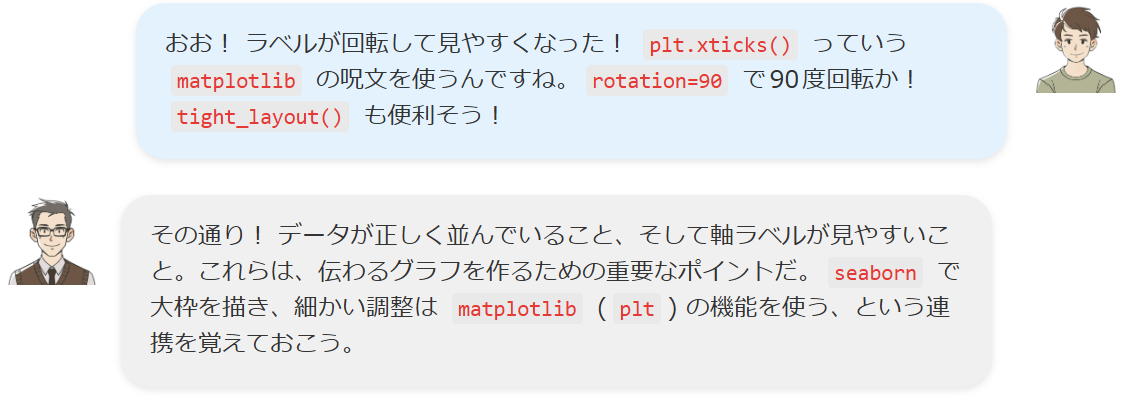 おお！ ラベルが回転して見やすくなった！ plt.xticks() っていう
matplotlib の呪文を使うんですね。 rotation=90 で90度回転か！
tight_layout() も便利そう！
その通り！ データが正しく並んでいること、そして軸ラベルが見やすいこ
と。これらは、伝わるグラフを作るための重要なポイントだ。 seaborn で
大枠を描き、細かい調整は matplotlib ( plt ) の機能を使う、という連
携を覚えておこう。